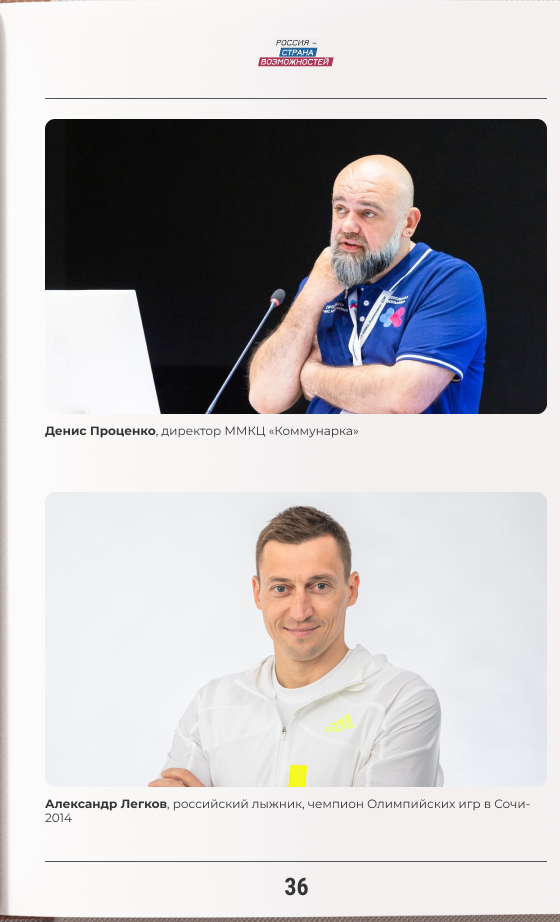 РОССИЯ –
СТРАНА
ВОЗМОЖНОСТЕЙ
Денис Проценко, директор ММКЦ «Коммунарка»
Александр Легков, российский лыжник, чемпион Олимпийских игр в Сочи-
2014
36